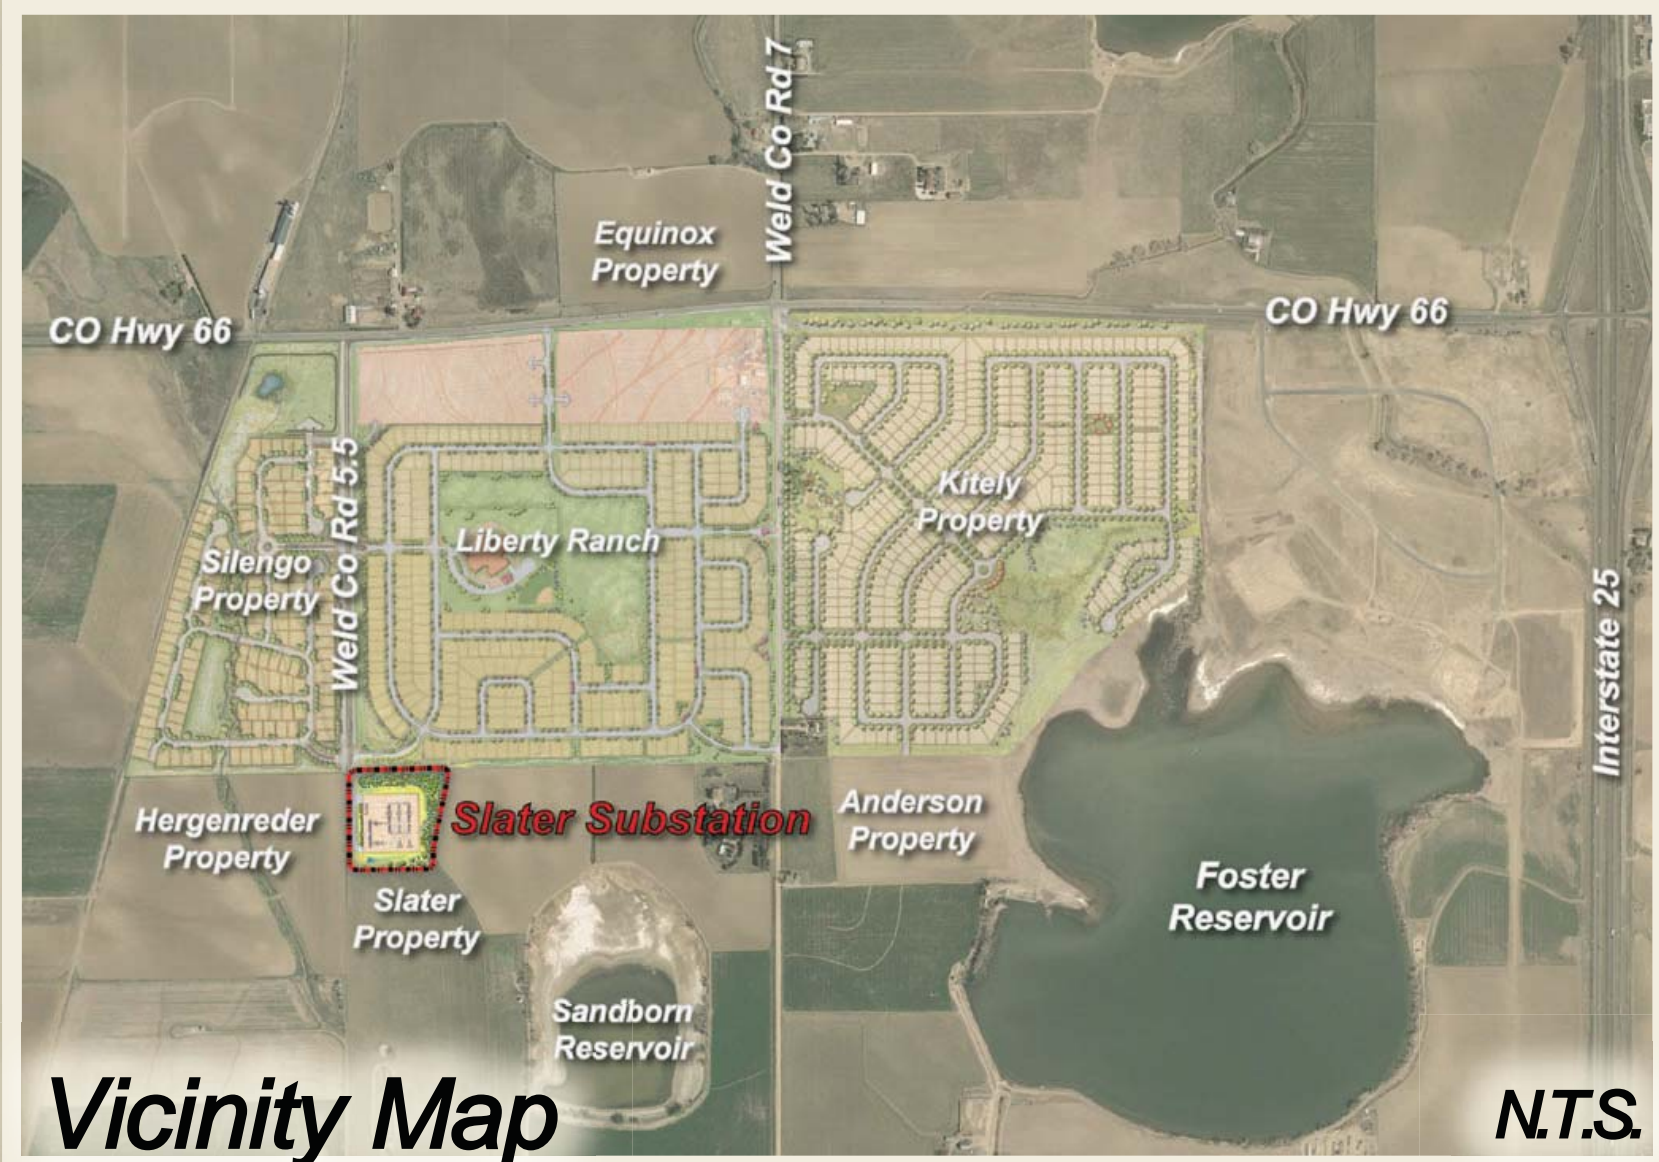 Weld Co Rd 7
Equinox
Property
CO Hwy 66
CO Hwy 66
Weld Co Rd 5.5
Silengo
Property
Liberty Ranch
Kitely
Property
Interstate 25
Hergenreder
Property
Slater Substation
Anderson
Property
Slater
Property
Foster
Reservoir
Sandborn
Reservoir
Vicinity Map
N.T.S.